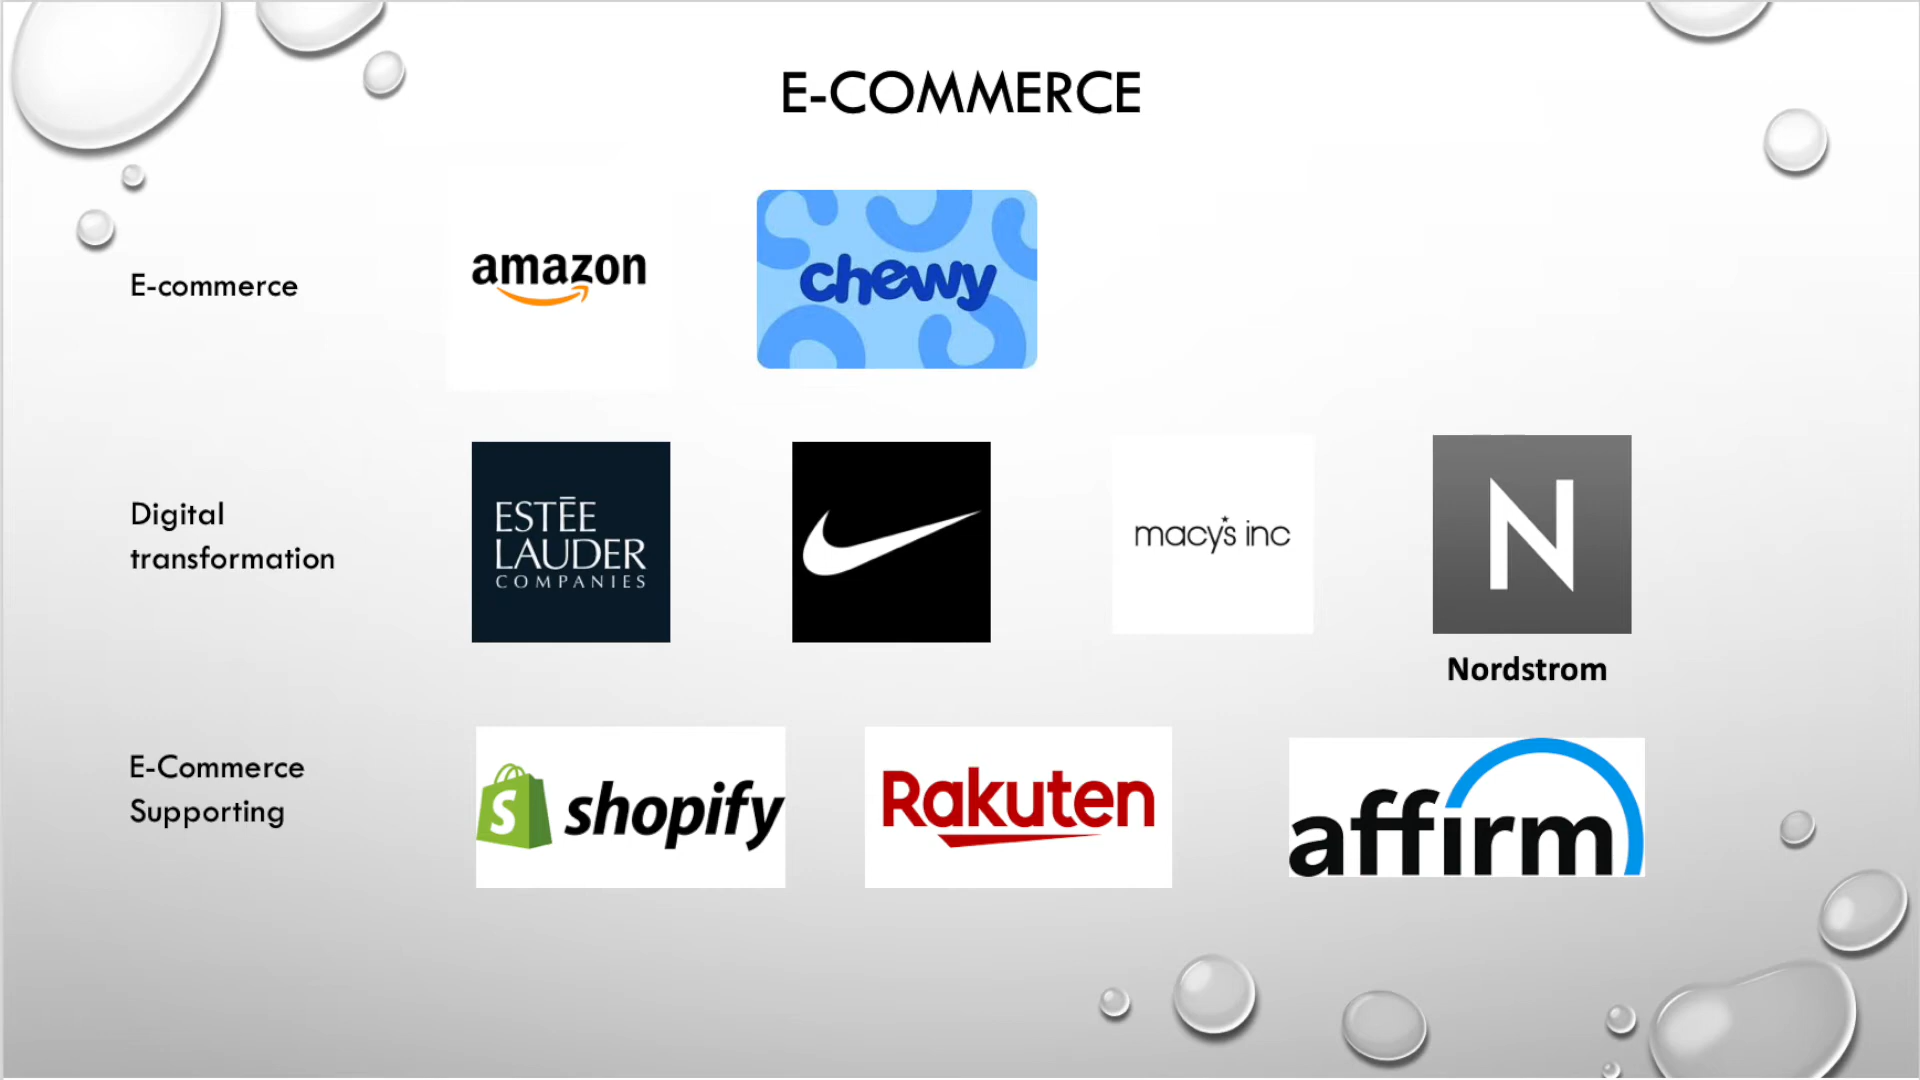 E-COMMERCE
E-commerce
amazon
chewy
Digital
transformation
ESTĒE
LAUDER
COMPANIES
macy's inc
N
Nordstrom
E-Commerce
Supporting
S shopify
Rakuten
affirm